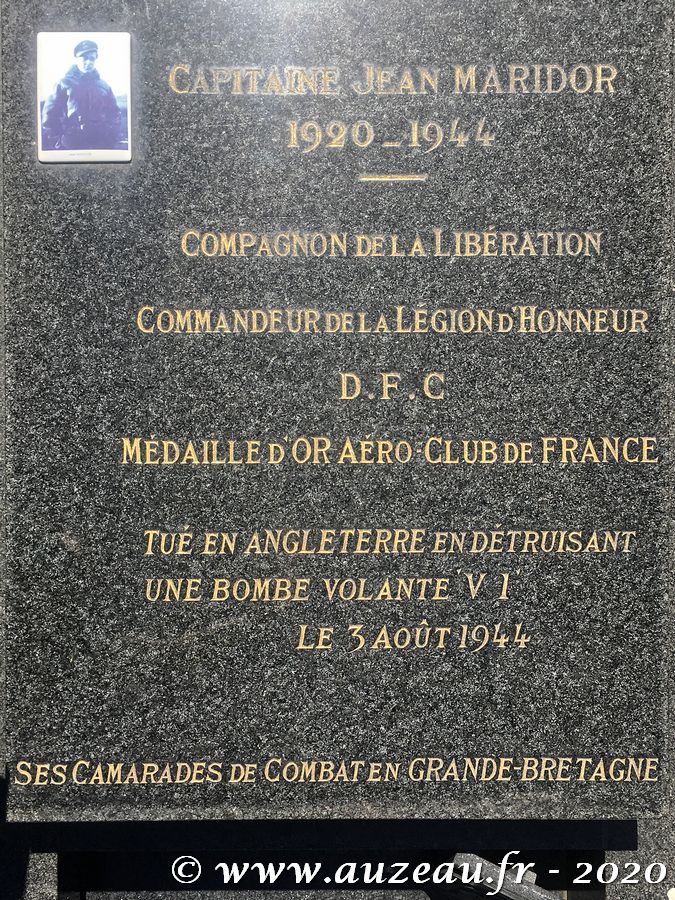 CAPITAINE JEAN MARIDOR
1920 - 1944
COMPAGNON DE LA LIBÉRATION
COMMANDEUR DE LA LÉGION D'HONNEUR
D.F.C
MÉDAILLE D'OR AÉRO-CLUB DE FRANCE
TUÉ EN ANGLETERRE EN DÉTRUISANT
UNE BOMBE VOLANTE "V 1"
LE 3 AOÛT 1944
SES CAMARADES DE COMBAT EN GRANDE-BRETAGNE
© www.auzeau.fr - 2020